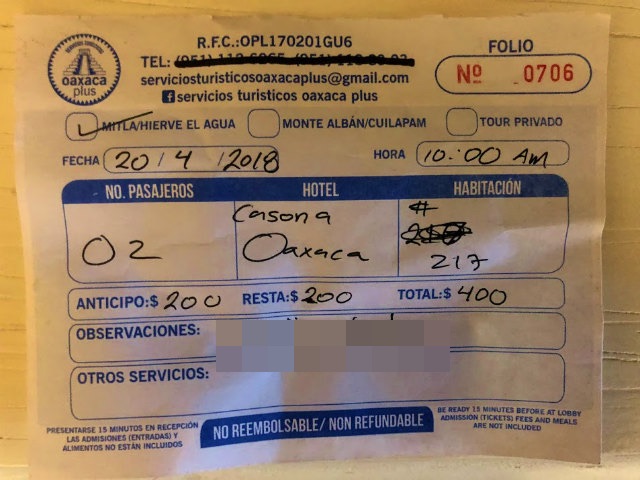 oaxaca
plus
R.F.C.:OPL170201GU6
TEL:
serviciosturisticosoaxacaplus@gmail.com
servicios turisticos oaxaca plus
FOLIO
Nº 0706
MITLA/HIERVE EL AGUA
MONTE ALBÁN/CUILAPAM
TOUR PRIVADO
FECHA 20 / 4 / 2018
HORA 10:00 Am
NO. PASAJEROS HOTEL HABITACIÓN
02
Casona
Oaxaca
#
217
ANTICIPO:$ 200 RESTA:$ 200 TOTAL:$ 400
OBSERVACIONES:
OTROS SERVICIOS:
PRESENTARSE 15 MINUTOS EN RECEPCIÓN
LAS ADMISIONES (ENTRADAS) Y
ALIMENTOS NO ESTÁN INCLUIDOS
NO REEMBOLSABLE/ NON REFUNDABLE
BE READY 15 MINUTES BEFORE AT LOBBY
ADMISSION (TICKETS) FEES AND MEALS
ARE NOT INCLUDED